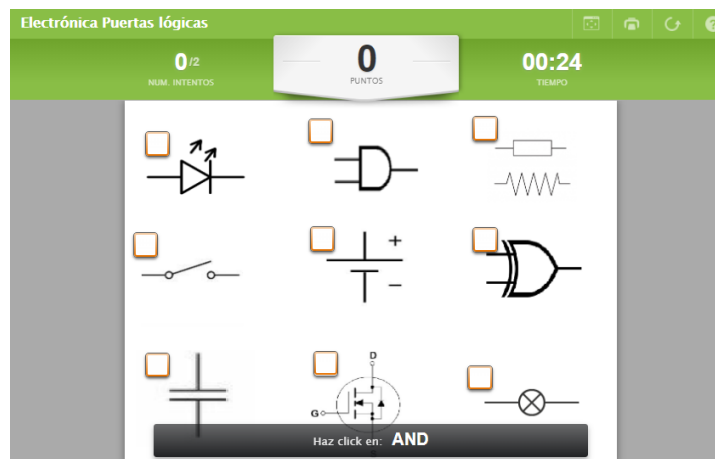 Electrónica Puertas lógicas
0/2
NUM. INTENTOS
0
PUNTOS
00:24
TIEMPO
+
−
D
G
Haz click en: AND